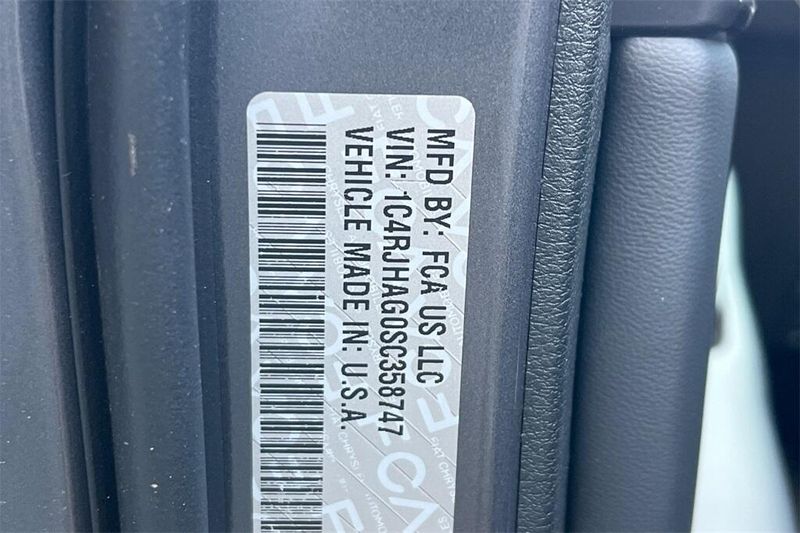 MFD BY: FCA US LLC
VIN: 1C4RJHAG0SC358747
VEHICLE MADE IN: U.S.A.